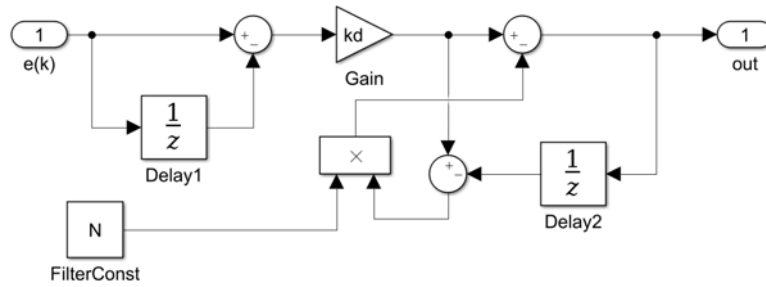 1
e(k)
+
−
kd
Gain
+
−
1
out
1
z
Delay1
×
+
−
1
z
Delay2
N
FilterConst